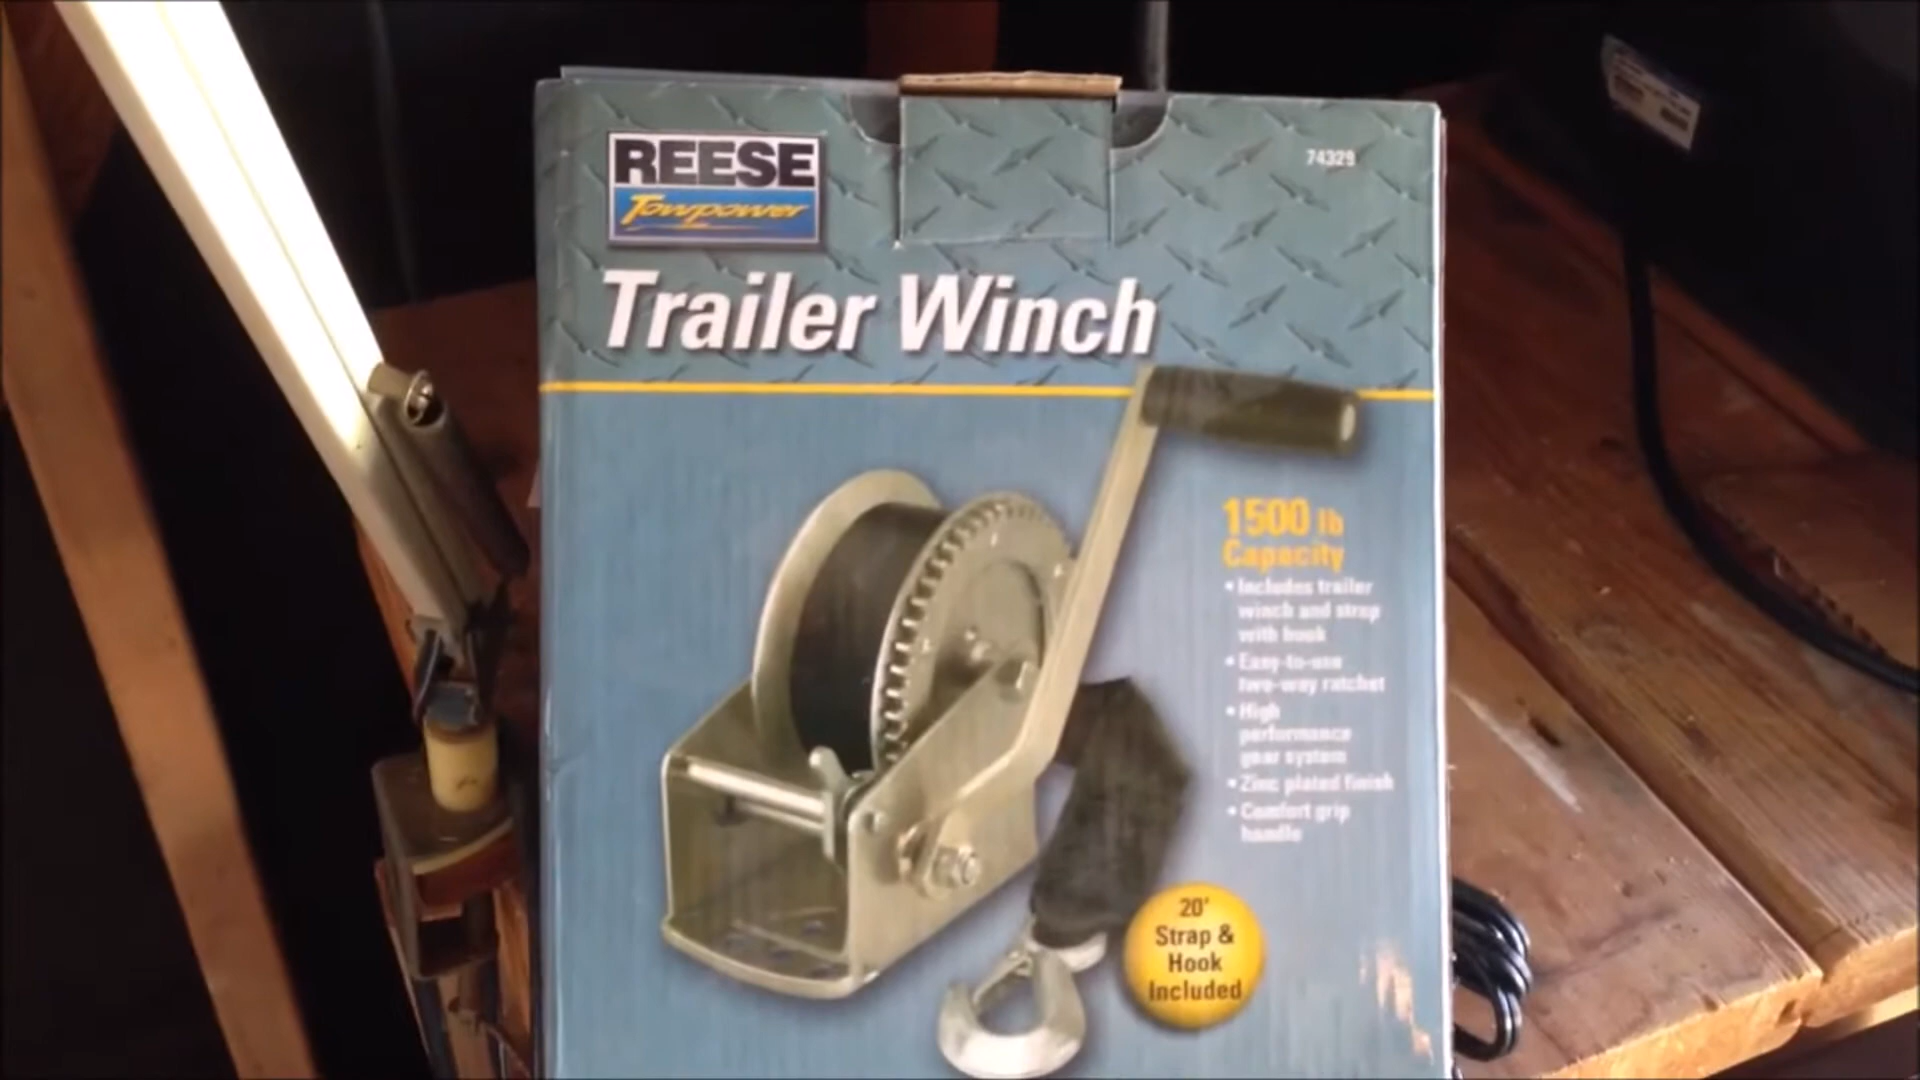 REESE
Towpower
74329
Trailer Winch
1500 lb
Capacity
• Includes trailer
winch and strap
with hook
• Easy-to-use
two-way ratchet
• High
performance
gear system
• Zinc plated finish
• Comfort grip
handle
20'
Strap &
Hook
Included